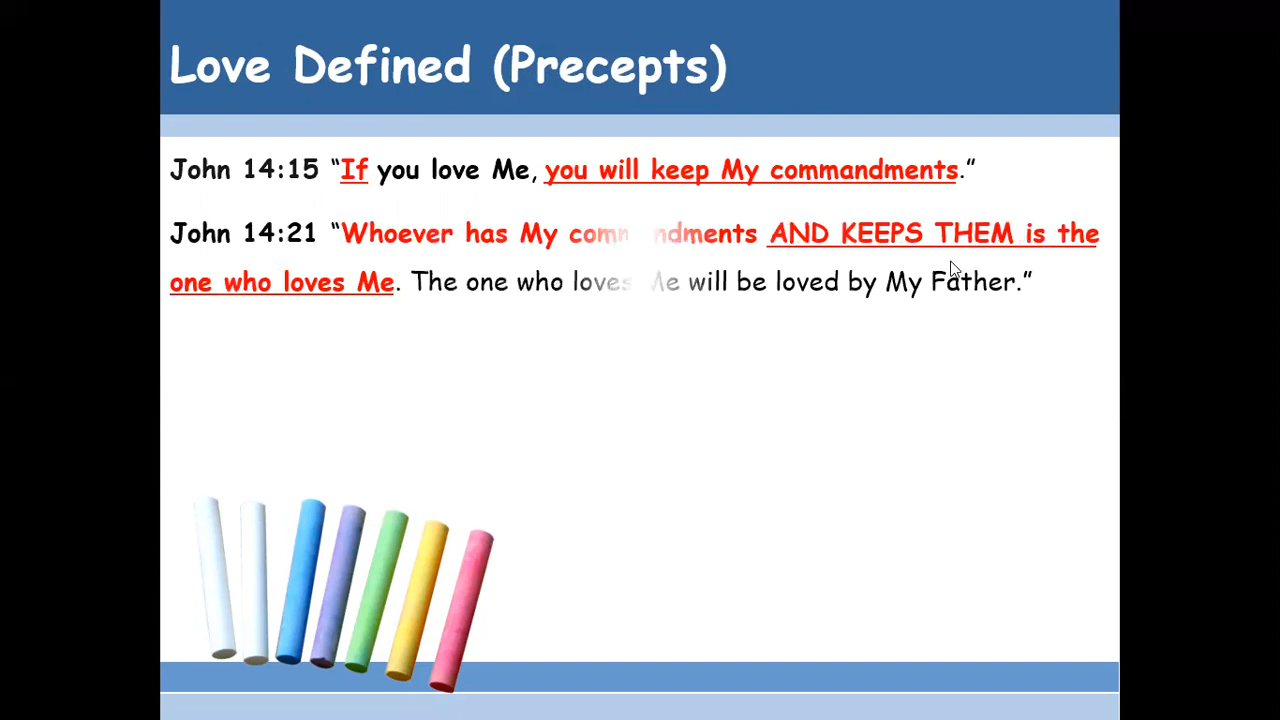 Love Defined (Precepts)
John 14:15 “If you love Me, you will keep My commandments.”
John 14:21 “Whoever has My commandments AND KEEPS THEM is the
one who loves Me. The one who loves Me will be loved by My Father.”